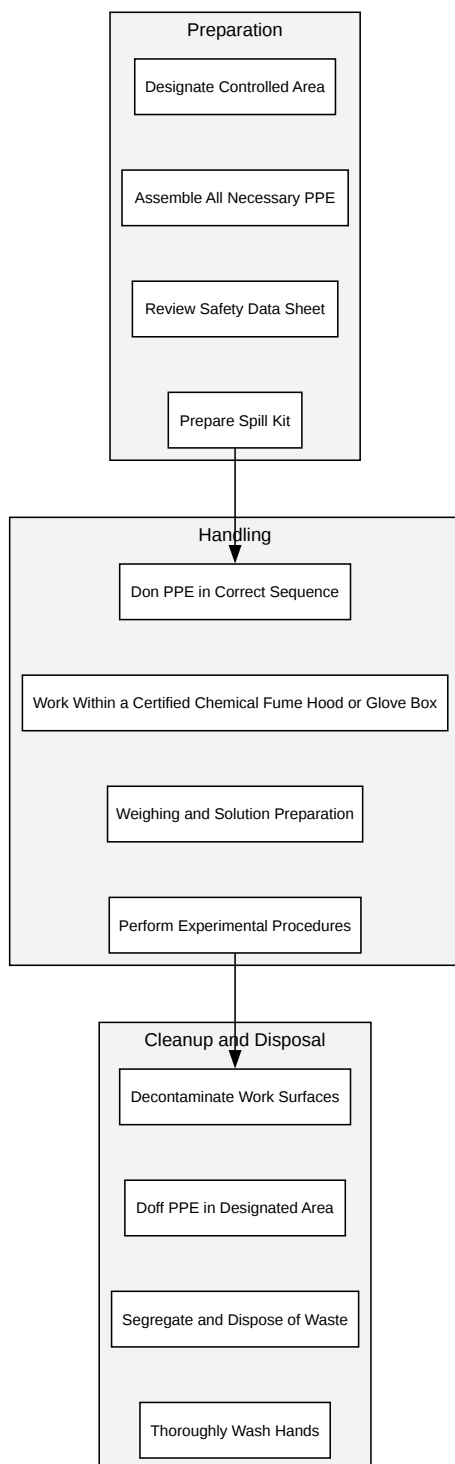 Preparation
Designate Controlled Area
Assemble All Necessary PPE
Review Safety Data Sheet
Prepare Spill Kit
Handling
Don PPE in Correct Sequence
Work Within a Certified Chemical Fume Hood or Glove Box
Weighing and Solution Preparation
Perform Experimental Procedures
Cleanup and Disposal
Decontaminate Work Surfaces
Doff PPE in Designated Area
Segregate and Dispose of Waste
Thoroughly Wash Hands